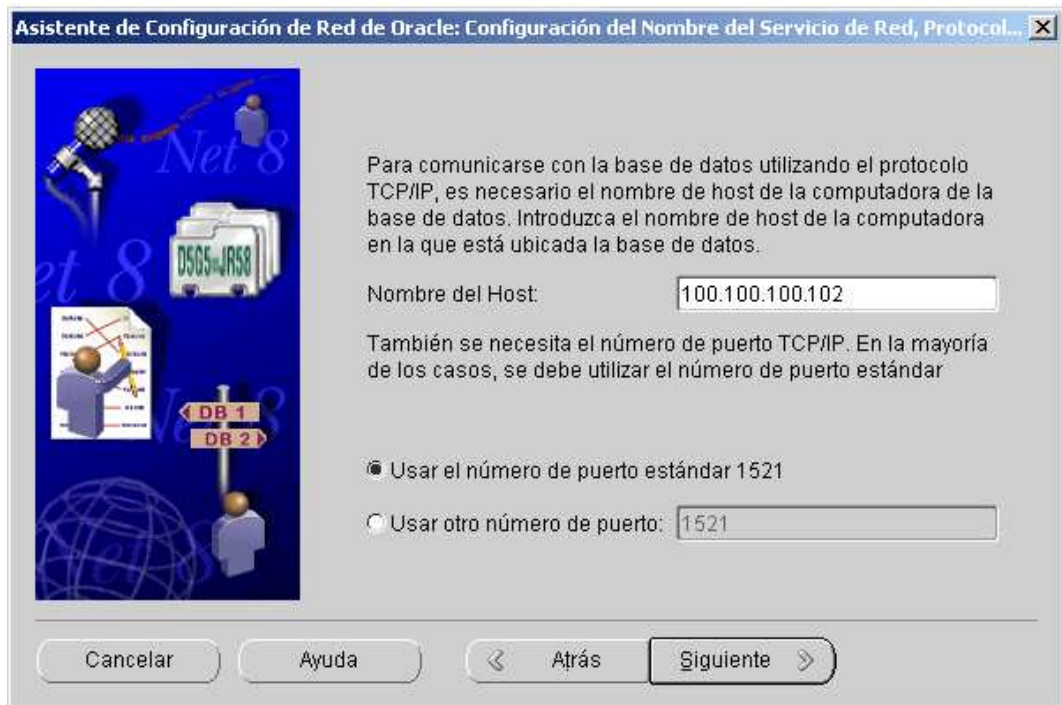 Asistente de Configuración de Red de Oracle: Configuración del Nombre del Servicio de Red, Protocol...
Net 8
D5G5 JR58
et 8
DB 1
DB 2
Para comunicarse con la base de datos utilizando el protocolo
TCP/IP, es necesario el nombre de host de la computadora de la
base de datos. Introduzca el nombre de host de la computadora
en la que está ubicada la base de datos.
Nombre del Host: 100.100.100.102
También se necesita el número de puerto TCP/IP. En la mayoría
de los casos, se debe utilizar el número de puerto estándar
Usar el número de puerto estándar 1521
Usar otro número de puerto: 1521
Cancelar Ayuda Atrás Siguiente